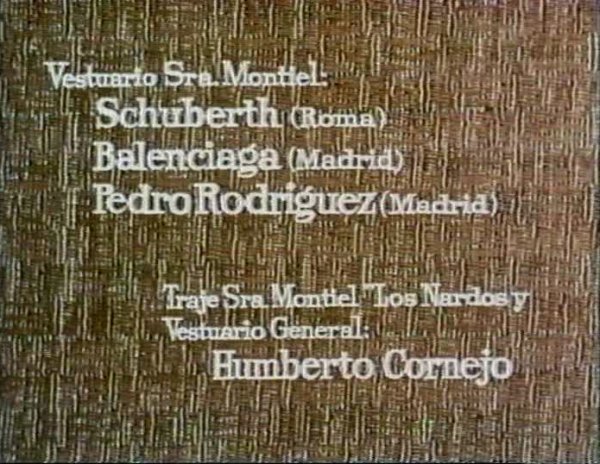 Vestuario Sra. Montiel:
Schuberth (Roma)
Balenciaga (Madrid)
Pedro Rodriguez (Madrid)
Traje Sra. Montiel "Los Nardos y
Vestuario General:
Humberto Cornejo